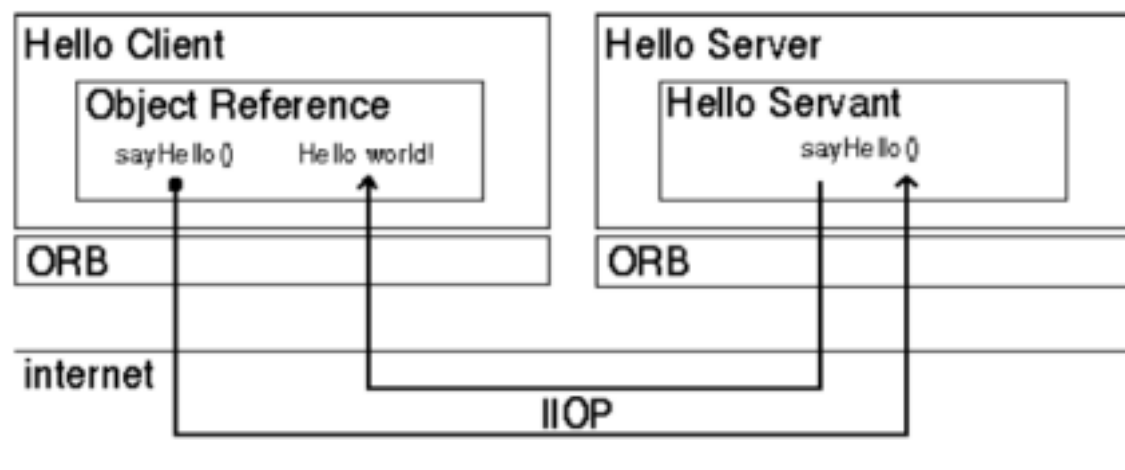 Hello Client
Hello Server
Object Reference
Hello Servant
sayHello()
Hello world!
sayHello()
ORB
ORB
internet
IIOP